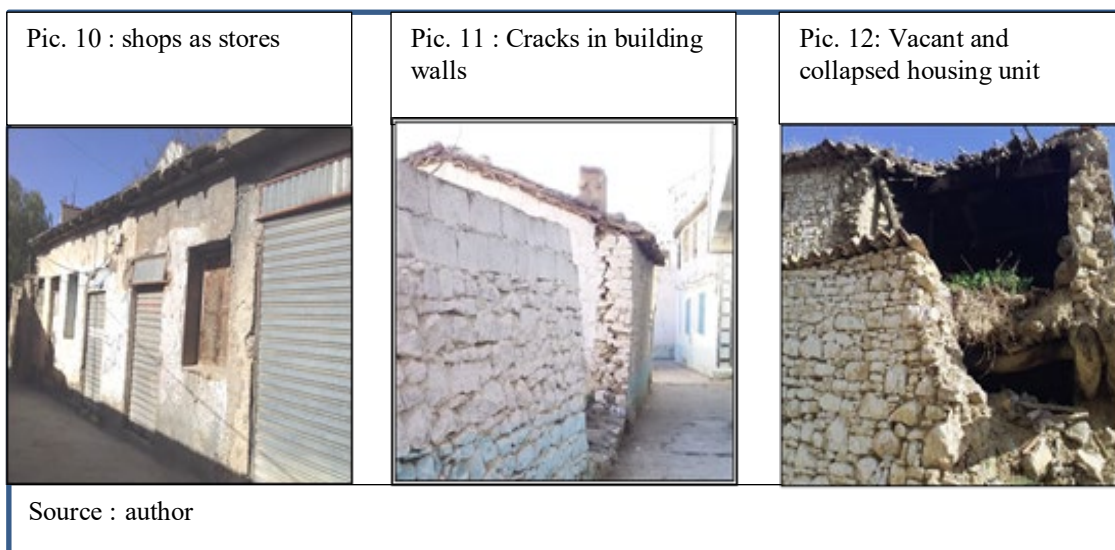 Pic. 10 : shops as stores
Pic. 11 : Cracks in building
walls
Pic. 12: Vacant and
collapsed housing unit
Source : author